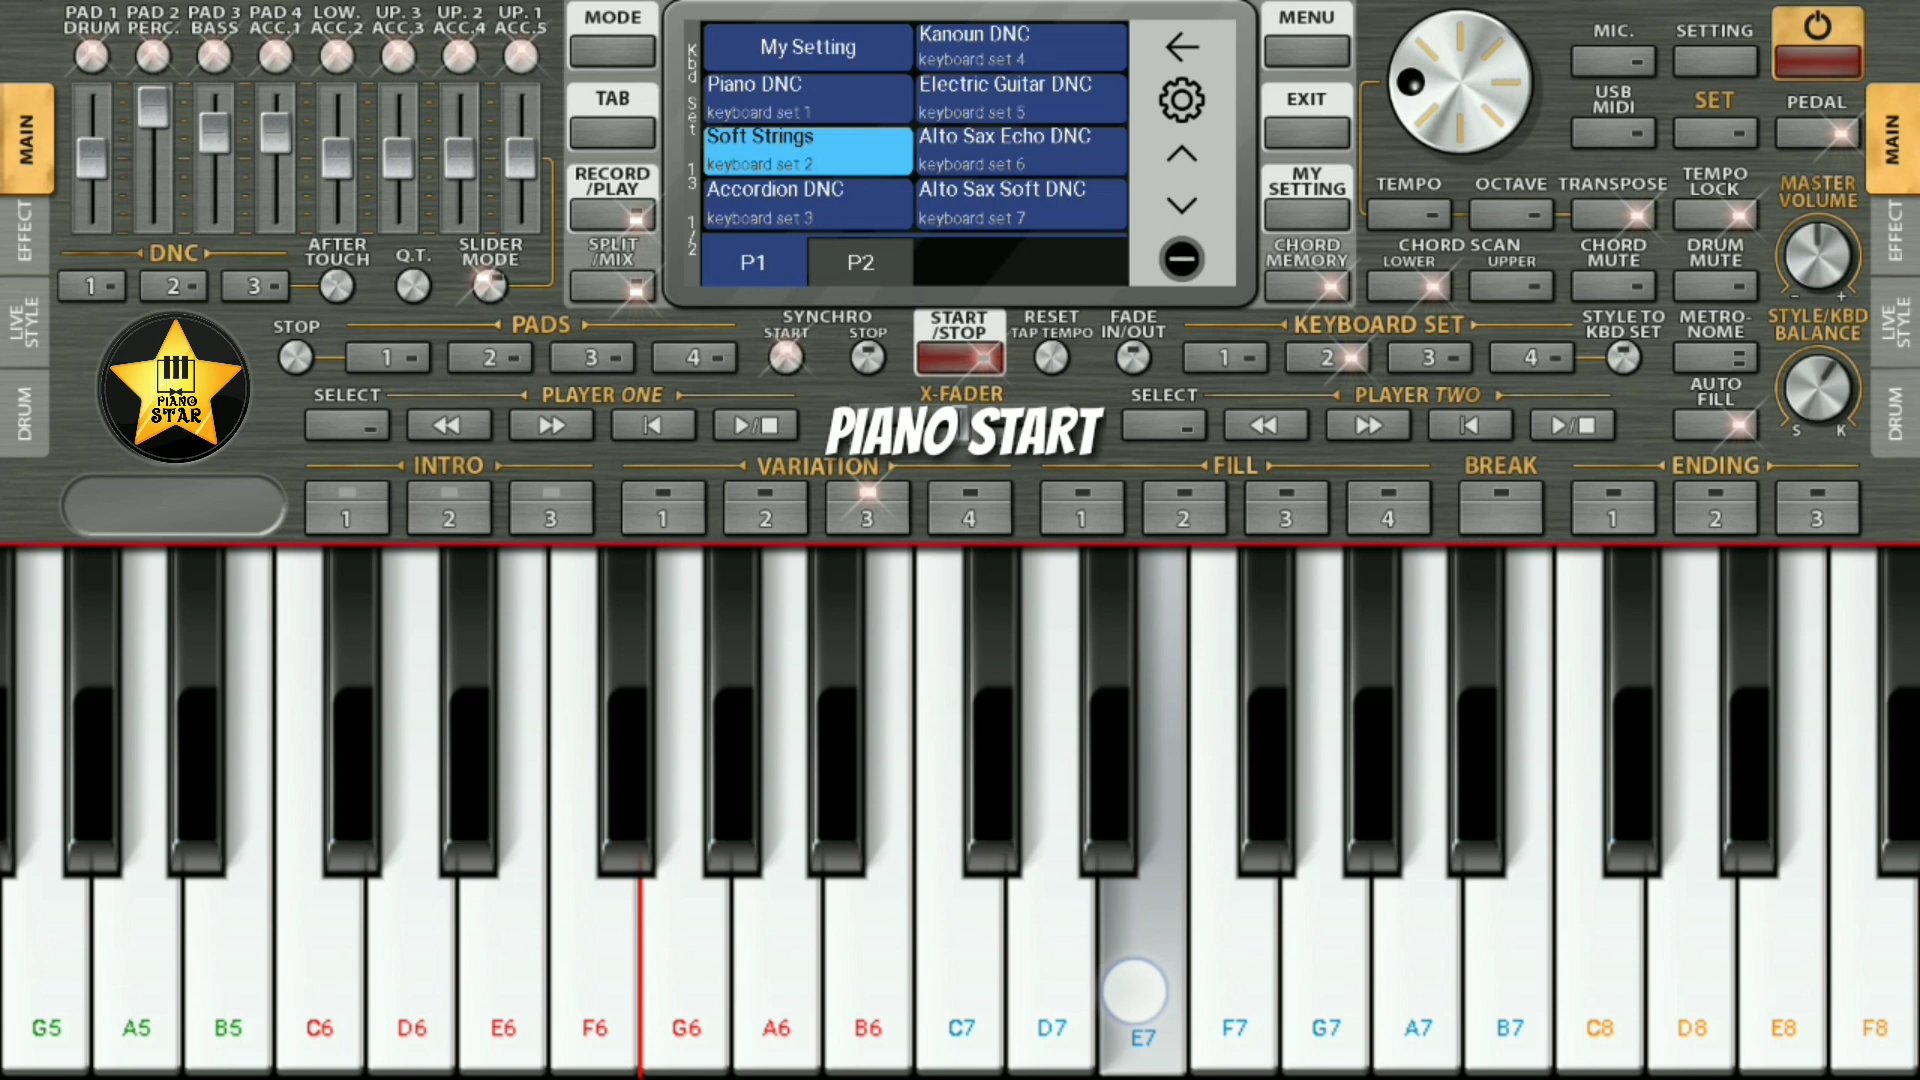 PAD 1 PAD 2 PAD 3 PAD 4 LOW. UP. 3 UP. 2 UP. 1
DRUM PERC. BASS ACC.1 ACC.2 ACC.3 ACC.4 ACC.5
MAIN
EFFECT
LIVE STYLE
DRUM
DNC
1 2 3
AFTER TOUCH
Q.T.
SLIDER MODE
MODE
TAB
RECORD /PLAY
SPLIT /MIX
Kbd Set 1 3 1/2
My Setting
Piano DNC
keyboard set 1
Soft Strings
keyboard set 2
Accordion DNC
keyboard set 3
Kanoun DNC
keyboard set 4
Electric Guitar DNC
keyboard set 5
Alto Sax Echo DNC
keyboard set 6
Alto Sax Soft DNC
keyboard set 7
P1 P2
MENU
EXIT
MY SETTING
CHORD MEMORY
MIC. SETTING
USB MIDI
SET
PEDAL
TEMPO OCTAVE TRANSPOSE TEMPO LOCK
MASTER VOLUME
- +
CHORD SCAN
LOWER UPPER
CHORD MUTE
DRUM MUTE
MAIN
EFFECT
LIVE STYLE
DRUM
STOP
PADS
1 2 3 4
SYNCHRO
START STOP
START /STOP
RESET
TAP TEMPO
FADE IN/OUT
KEYBOARD SET
1 2 3 4
STYLE TO KBD SET
METRO-NOME
STYLE/KBD BALANCE
S K
PIANO STAR
SELECT PLAYER ONE
X-FADER
PIANO START
SELECT PLAYER TWO
AUTO FILL
INTRO
1 2 3
VARIATION
1 2 3 4
FILL
1 2 3 4
BREAK
ENDING
1 2 3
G5 A5 B5 C6 D6 E6 F6 G6 A6 B6 C7 D7 E7 F7 G7 A7 B7 C8 D8 E8 F8